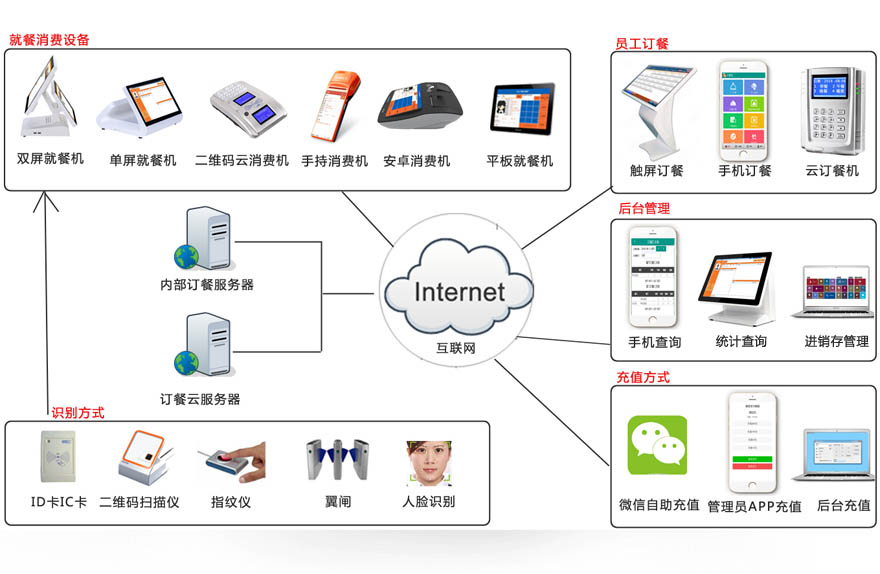 就餐消费设备
双屏就餐机
单屏就餐机
二维码云消费机
手持消费机
安卓消费机
平板就餐机
员工订餐
触屏订餐
手机订餐
云订餐机
内部订餐服务器
订餐云服务器
Internet
互联网
后台管理
手机查询
统计查询
进销存管理
识别方式
ID卡IC卡
二维码扫描仪
指纹仪
翼闸
人脸识别
充值方式
微信自助充值
管理员APP充值
后台充值